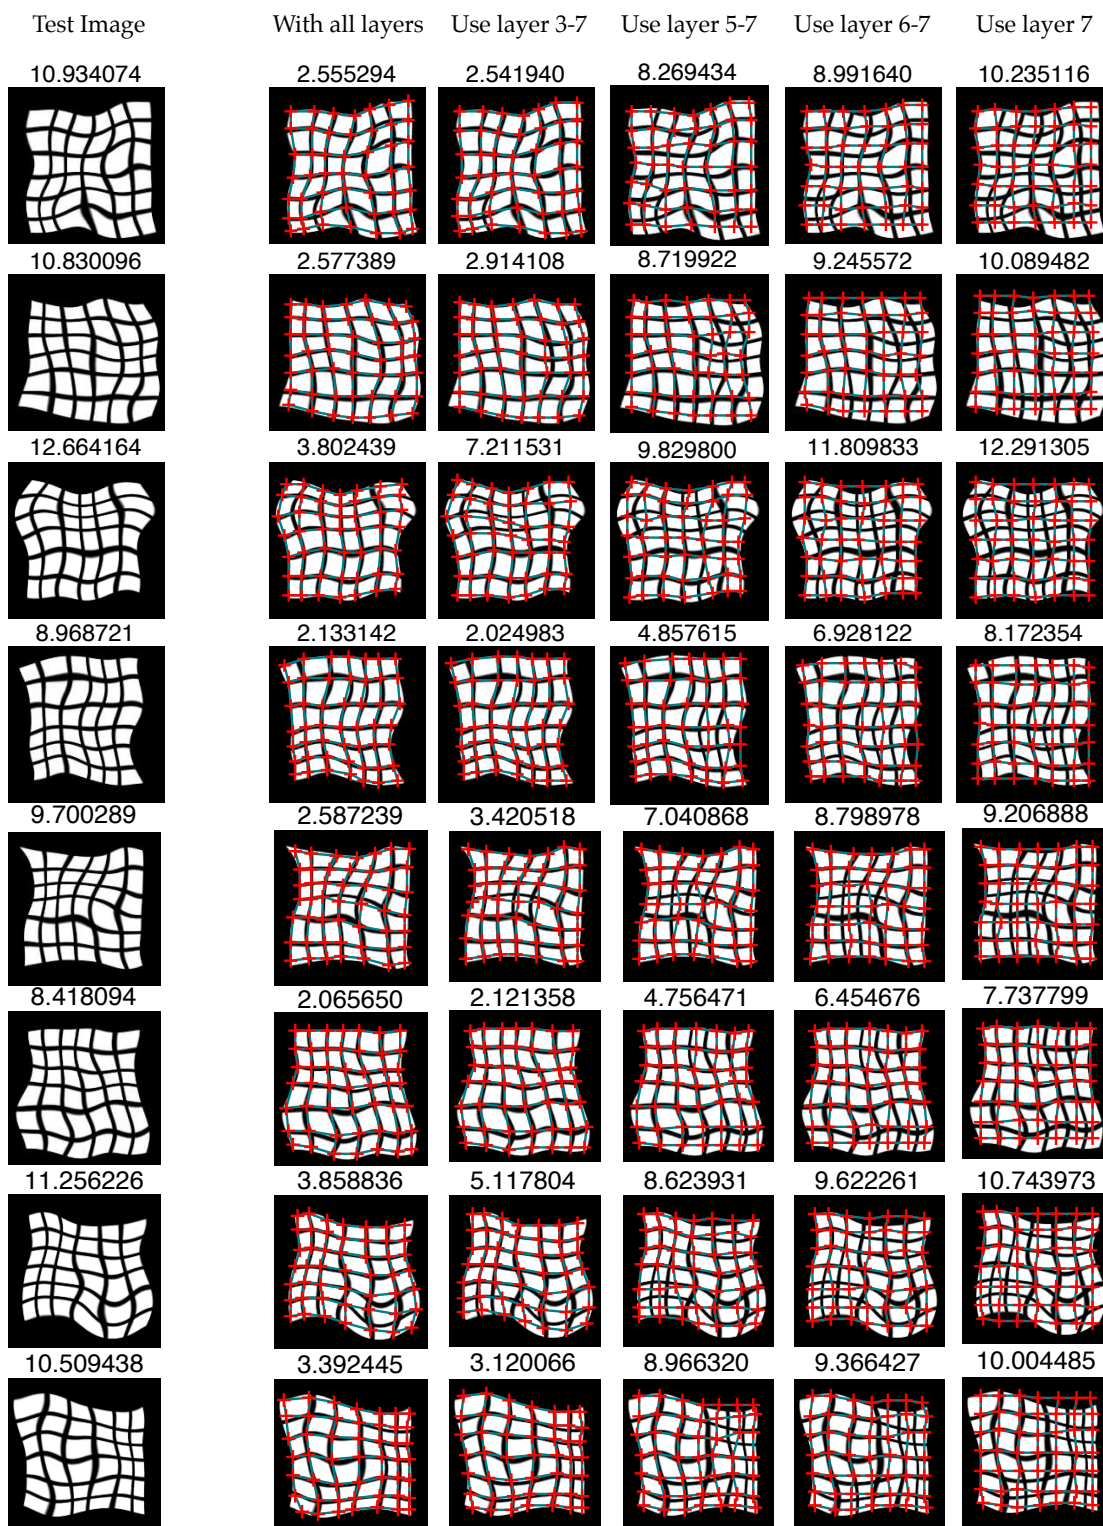 Test Image With all layers Use layer 3-7 Use layer 5-7 Use layer 6-7 Use layer 7
10.934074 2.555294 2.541940 8.269434 8.991640 10.235116
10.830096 2.577389 2.914108 8.719922 9.245572 10.089482
12.664164 3.802439 7.211531 9.829800 11.809833 12.291305
8.968721 2.133142 2.024983 4.857615 6.928122 8.172354
9.700289 2.587239 3.420518 7.040868 8.798978 9.206888
8.418094 2.065650 2.121358 4.756471 6.454676 7.737799
11.256226 3.858836 5.117804 8.623931 9.622261 10.743973
10.509438 3.392445 3.120066 8.966320 9.366427 10.004485